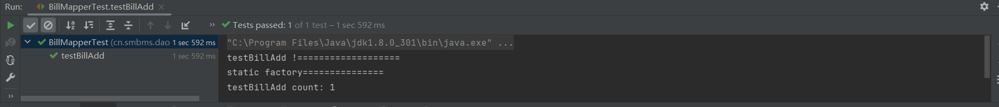 Run: BillMapperTest.testBillAdd ×
Tests passed: 1 of 1 test – 1 sec 592 ms
BillMapperTest (cn.smbms.dao 1 sec 592 ms
testBillAdd 1 sec 592 ms
"C:\Program Files\Java\jdk1.8.0_301\bin\java.exe" ...
testBillAdd !===================
static factory===============
testBillAdd count: 1